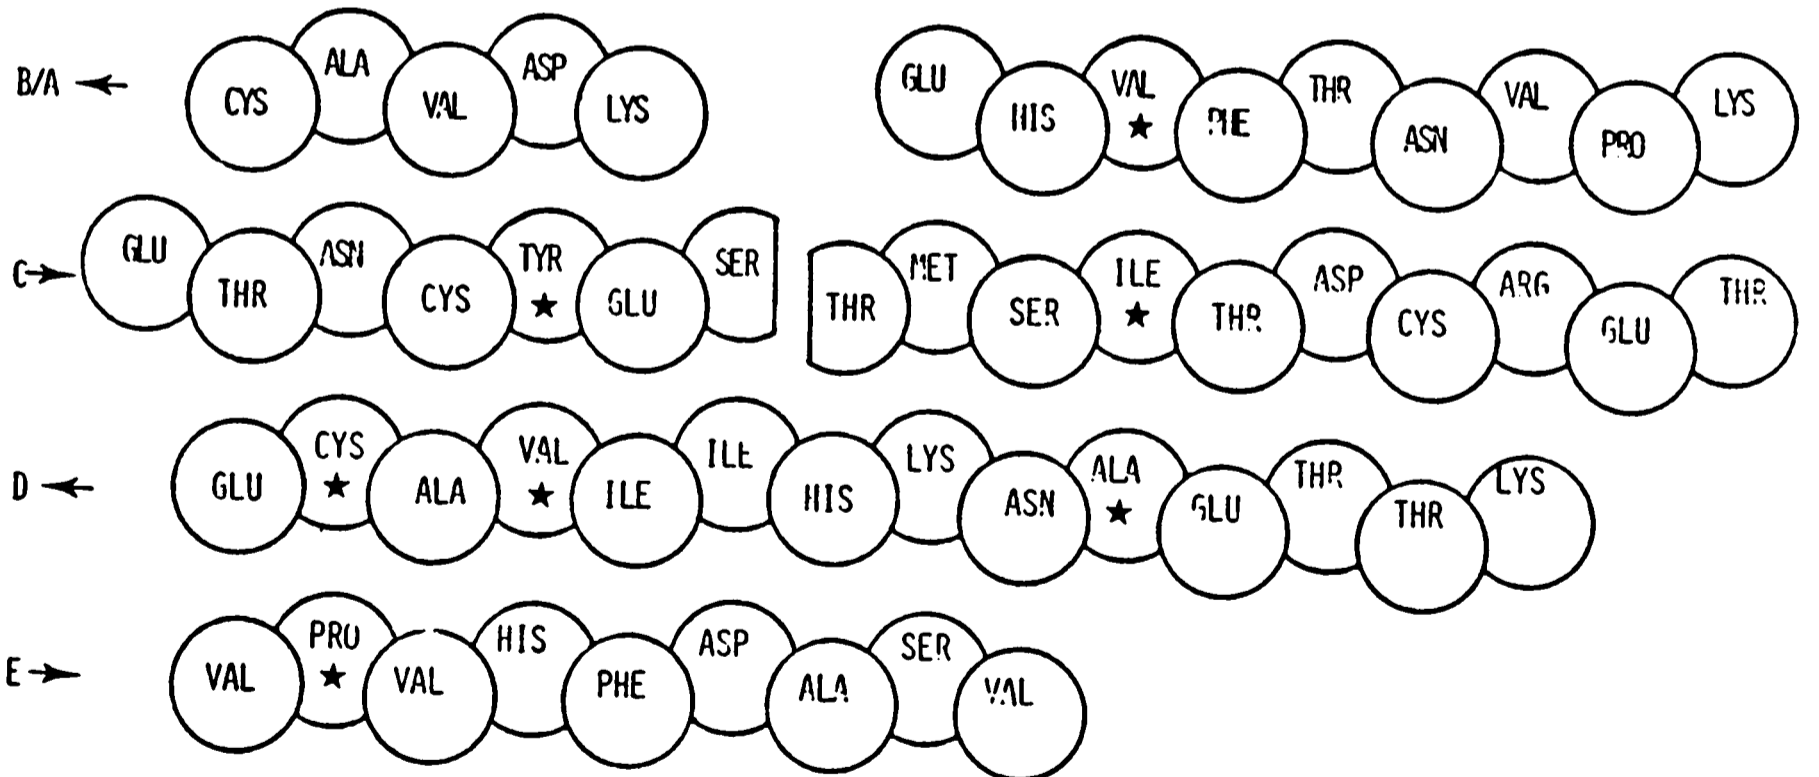 B/A ← CYS ALA VAL ASP LYS GLU HIS VAL ★ PHE THR ASN VAL PRO LYS
C → GLU THR ASN CYS TYR ★ GLU SER THR MET SER ILE ★ THR ASP CYS ARG GLU THR
D ← GLU CYS ★ ALA VAL ★ ILE ILE HIS LYS ASN ALA ★ GLU THR THR LYS
E → VAL PRO ★ VAL HIS PHE ASP ALA SER VAL